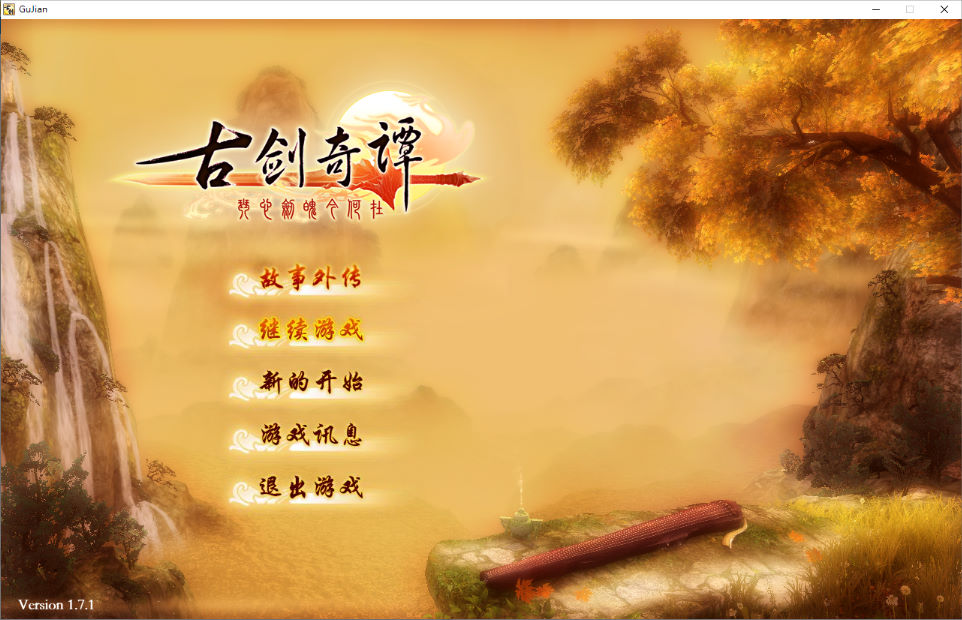 GuJian
古剑奇谭
琴心剑魄今何在
故事外传
继续游戏
新的开始
游戏讯息
退出游戏
Version 1.7.1